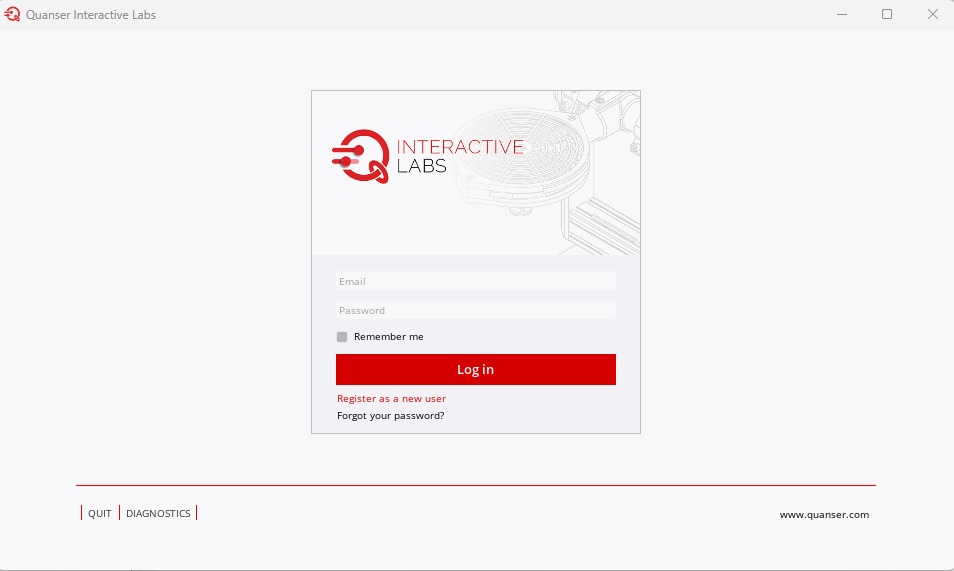 Quanser Interactive Labs
INTERACTIVE
LABS
Email
Password
Remember me
Log in
Register as a new user
Forgot your password?
QUIT
DIAGNOSTICS
www.quanser.com